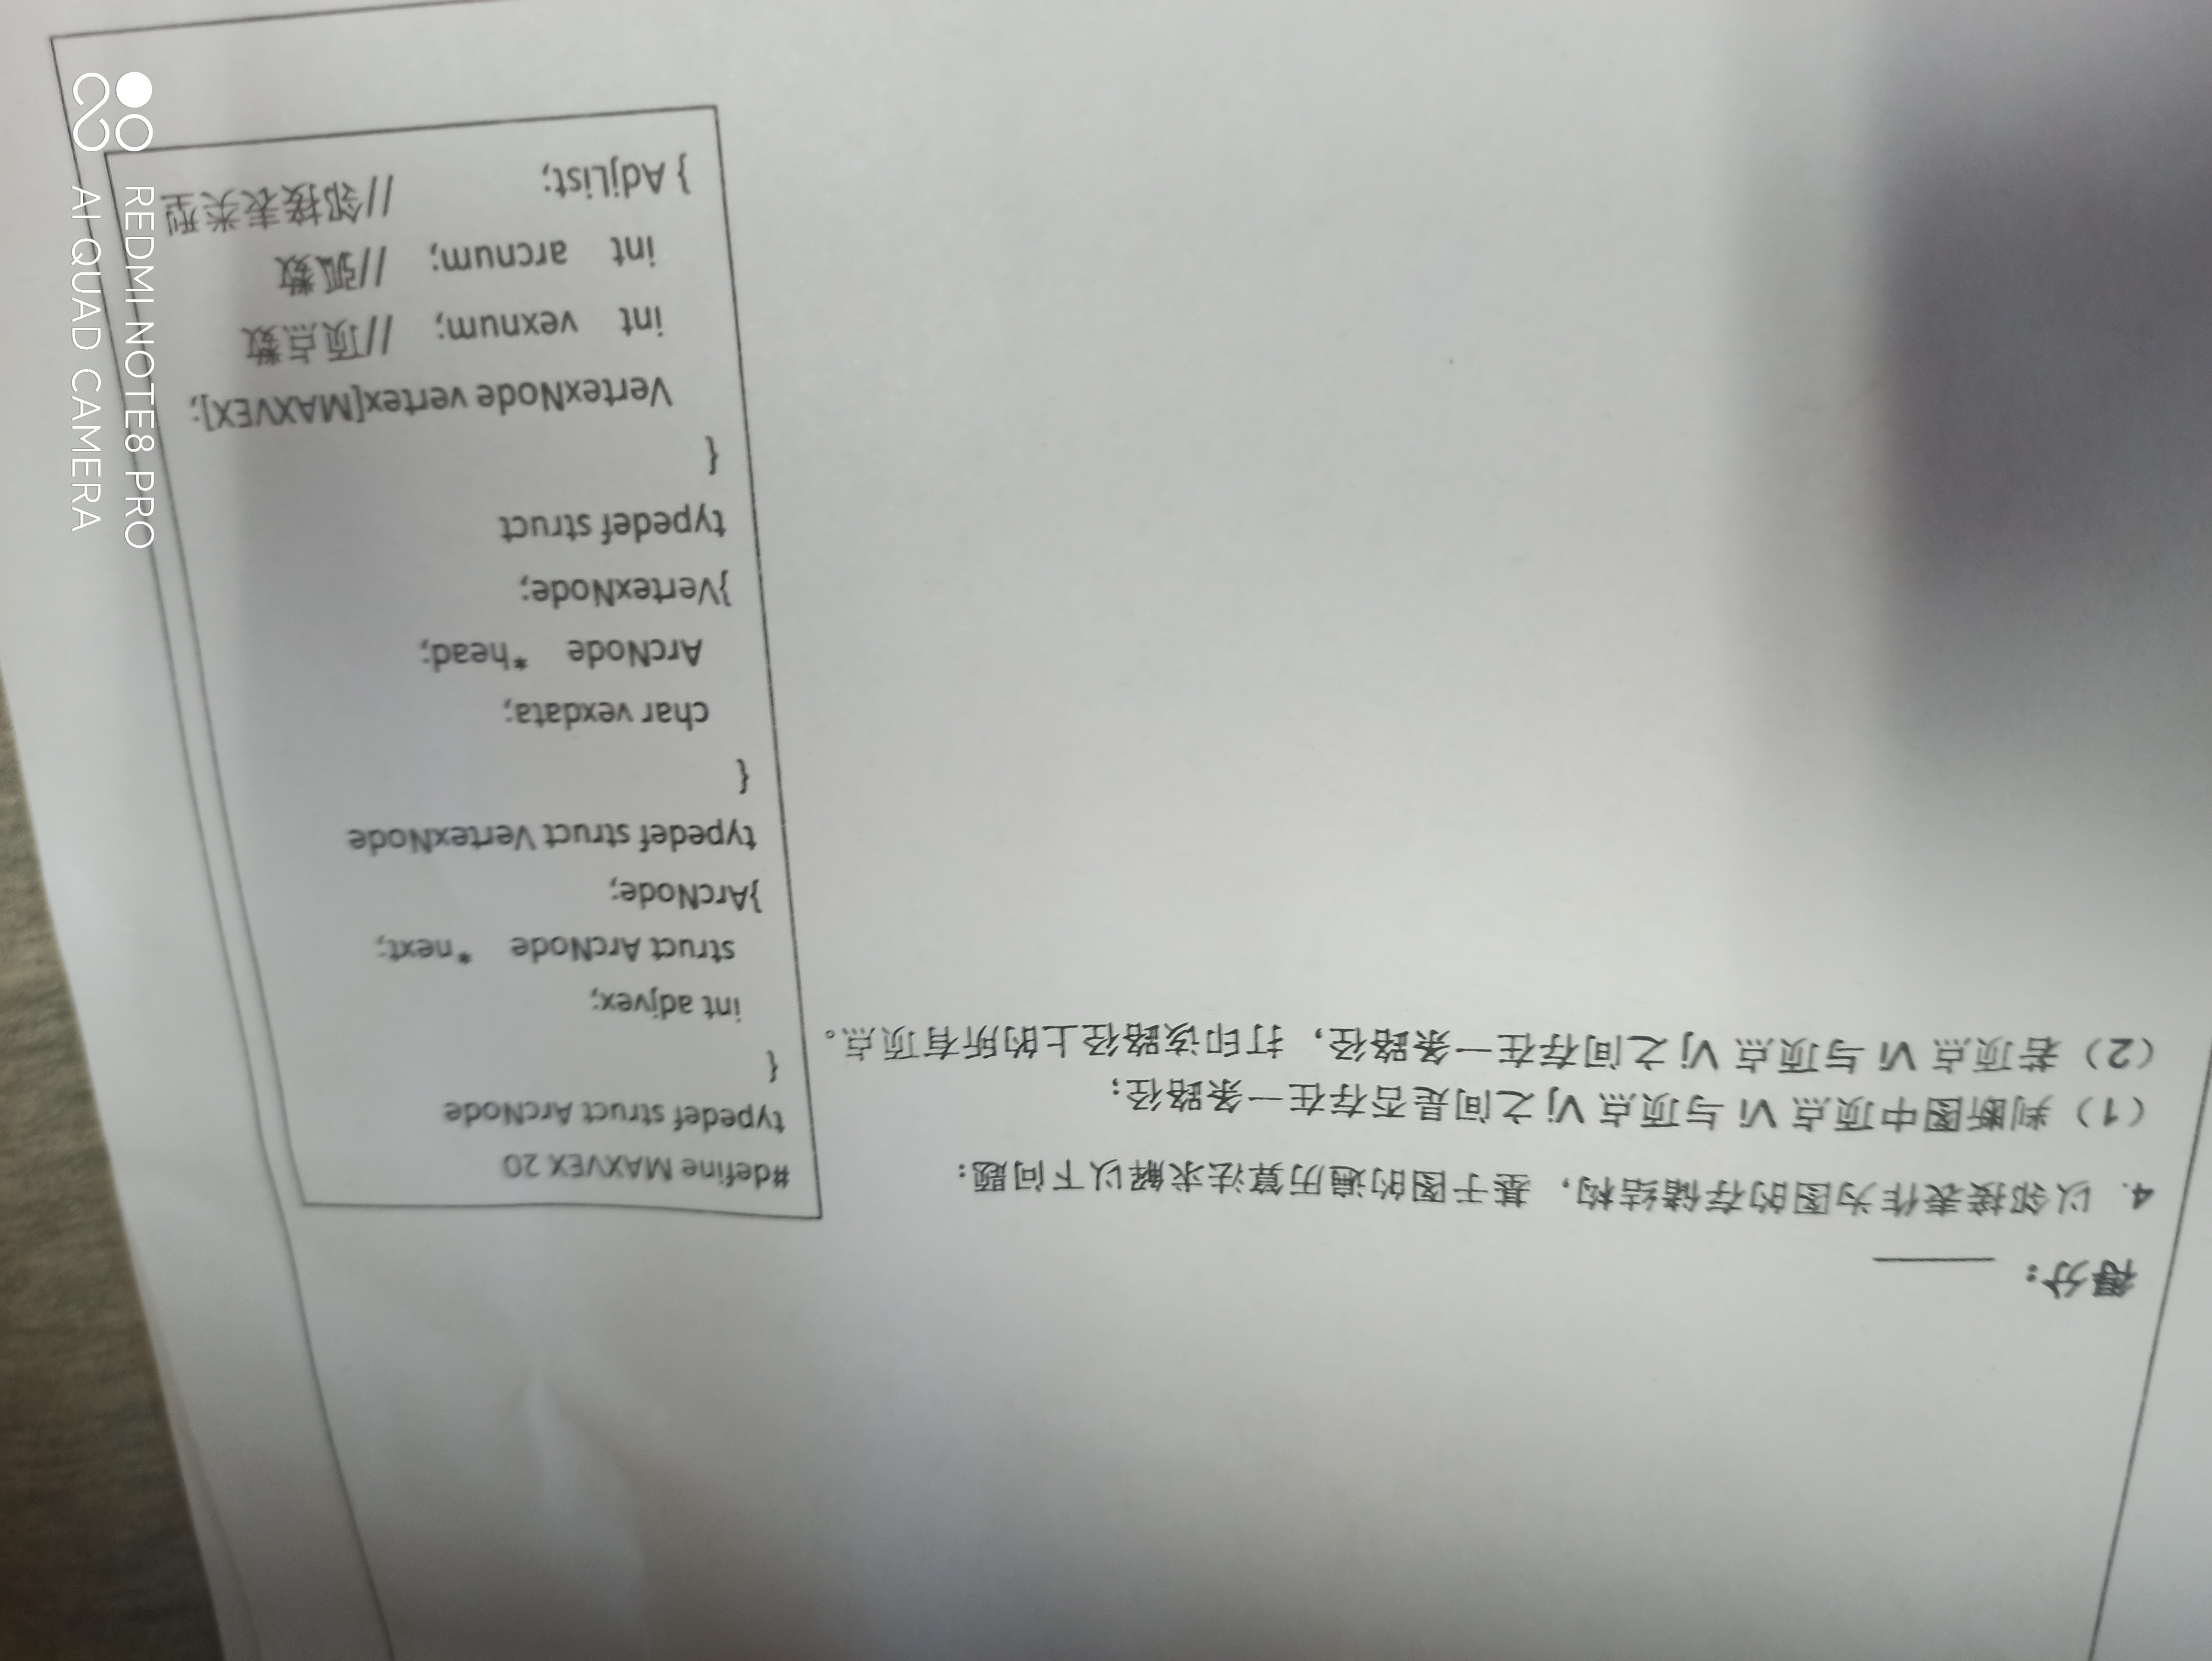 得分：_____
4. 以邻接表作为图的存储结构，基于图的遍历算法求解以下问题：
（1）判断图中顶点 Vi 与顶点 Vj 之间是否存在一条路径；
（2）若顶点 Vi 与顶点 Vj 之间存在一条路径，打印该路径上的所有顶点。
#define MAXVEX 20
typedef struct ArcNode
{
int adjvex;
struct ArcNode *next;
}ArcNode;
typedef struct VertexNode
{
char vexdata;
ArcNode *head;
}VertexNode;
typedef struct
{
VertexNode vertex[MAXVEX];
int vexnum; //顶点数
int arcnum; //弧数
} AdjList; //邻接表类型
REDMI NOTE8 PRO
AI QUAD CAMERA